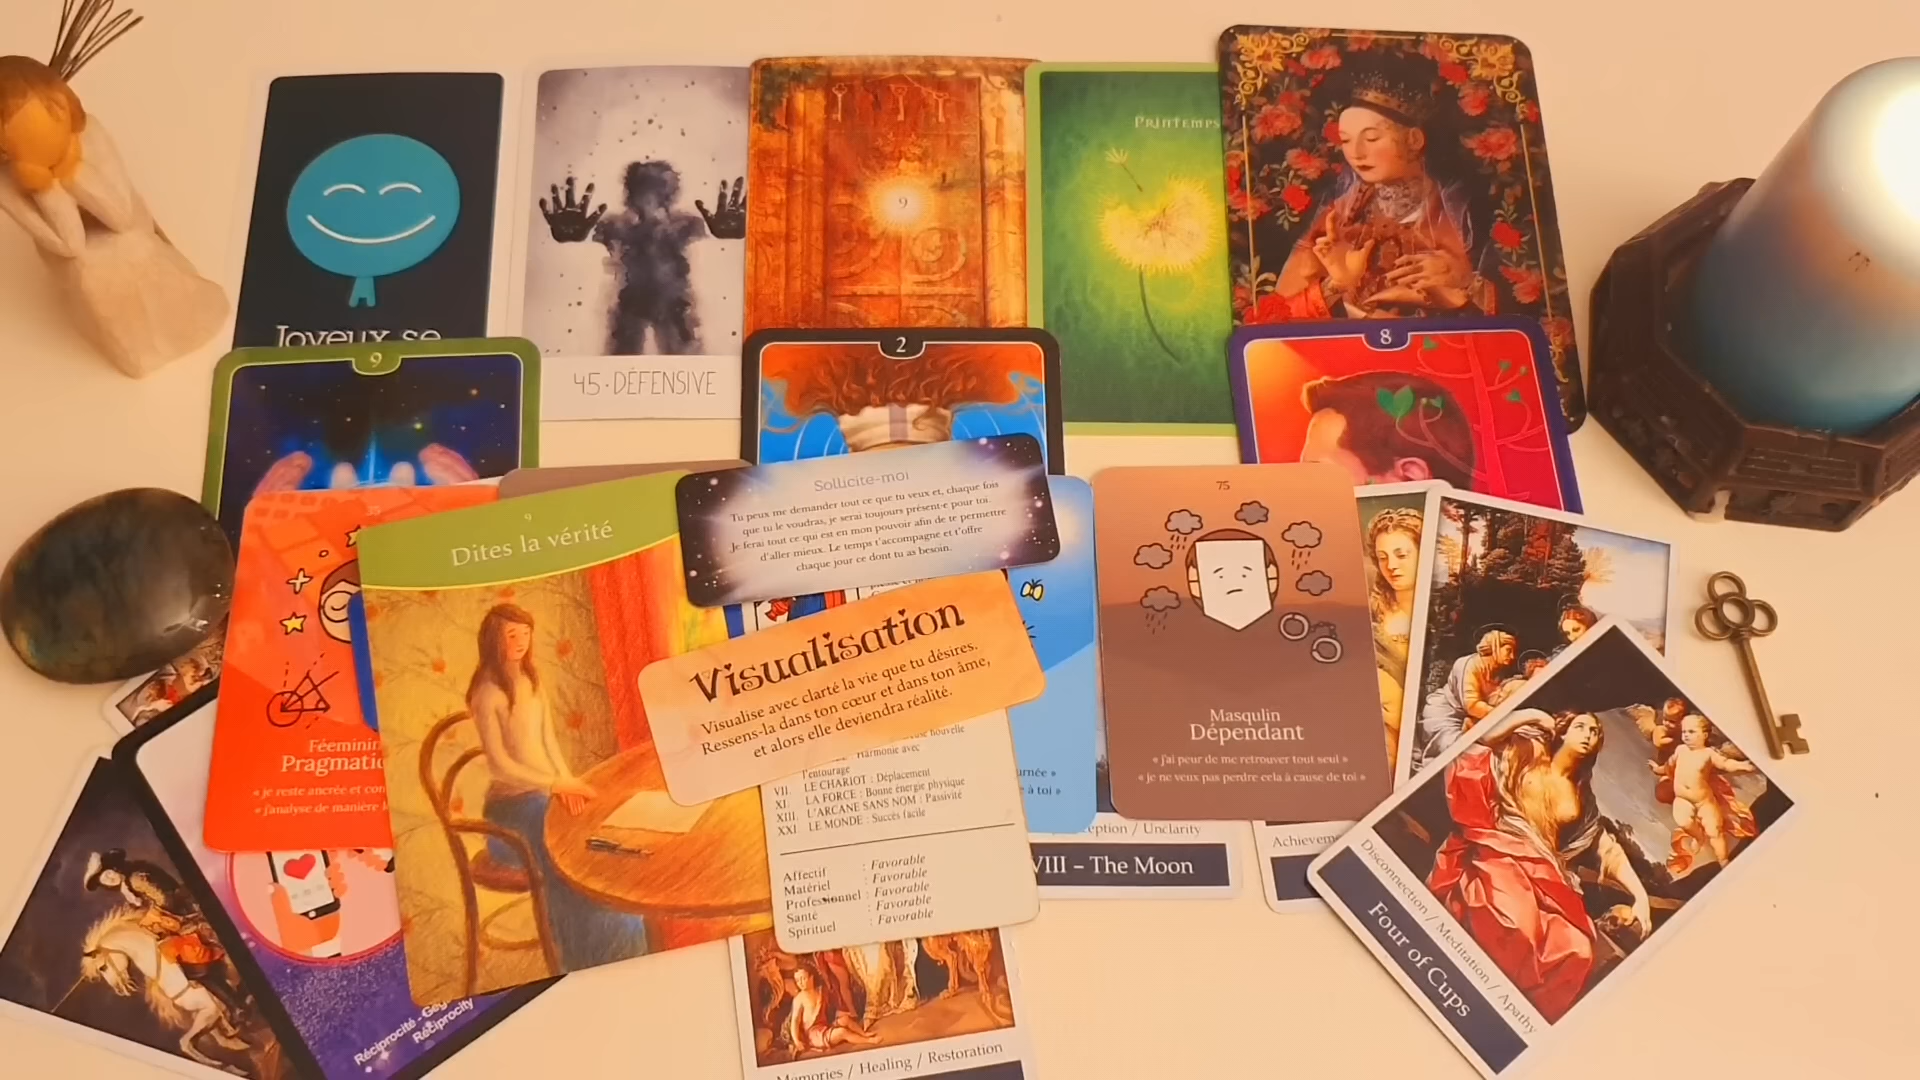 Joyeux se
45 · DÉFENSIVE
9
PRINTEMPS
9
2
8
35
Féminin
« je reste ancrée et
« j'analyse de manière
9
Dites la vérité
Sollicite-moi
Tu peux me demander tout ce que tu veux et, chaque fois
que tu le voudras, je serai toujours présent·e pour toi.
Je ferai tout ce qui est en mon pouvoir afin de te permettre
d'aller mieux. Le temps t'accompagne et t'offre
chaque jour ce dont tu as besoin.
Visualisation
Visualise avec clarté la vie que tu désires.
Ressens-la dans ton cœur et dans ton âme,
et alors elle deviendra réalité.
nouvelle
Harmonie avec
l'entourage
VII. LE CHARIOT : Déplacement
XI. LA FORCE : Bonne énergie physique
XIII. L'ARCANE SANS NOM : Passivité
XXI. LE MONDE : Succès facile
Affectif : Favorable
Matériel : Favorable
Professionnel : Favorable
Santé : Favorable
Spirituel : Favorable
à toi »
75
Masqulin
Dépendant
« j'ai peur de me retrouver tout seul »
« je ne veux pas perdre cela à cause de toi »
/ Unclarity
VIII – The Moon
Disconnection / Meditation / Apathy
Four of Cups
Réciprocité -
Réciprocity
Memories / Healing / Restoration